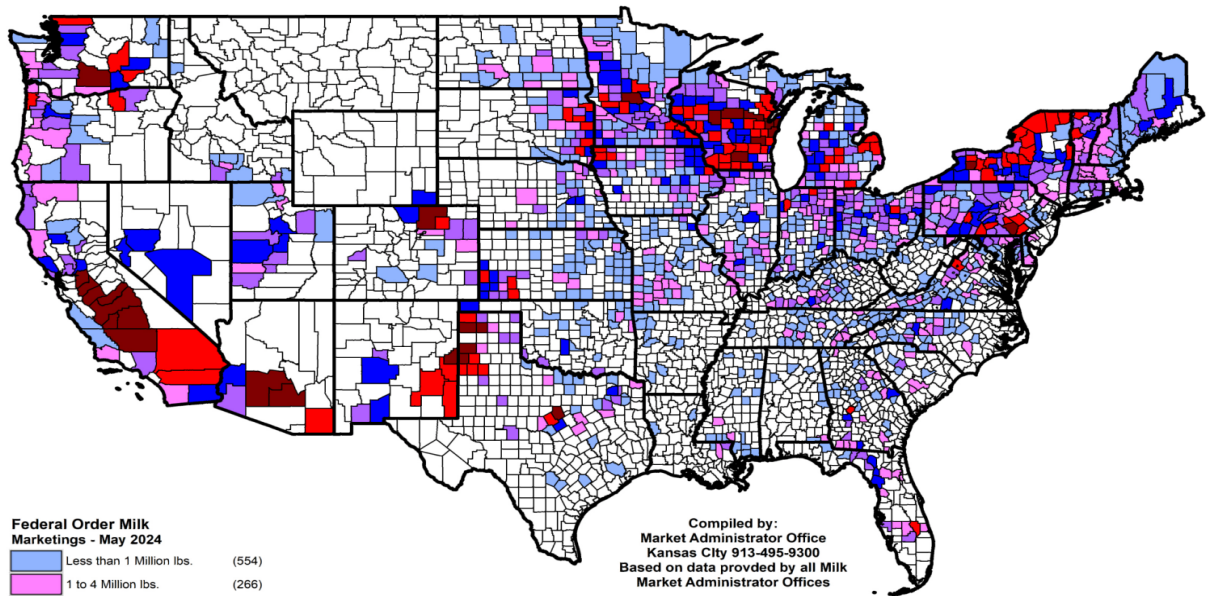 Federal Order Milk
Marketings - May 2024
Less than 1 Million lbs. (554)
1 to 4 Million lbs. (266)
Compiled by:
Market Administrator Office
Kansas CIty 913-495-9300
Based on data provded by all Milk
Market Administrator Offices